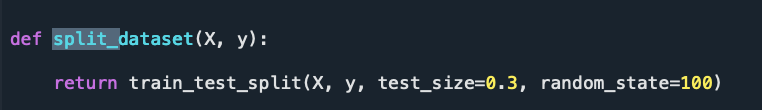 def split_dataset(X, y):
return train_test_split(X, y, test_size=0.3, random_state=100)